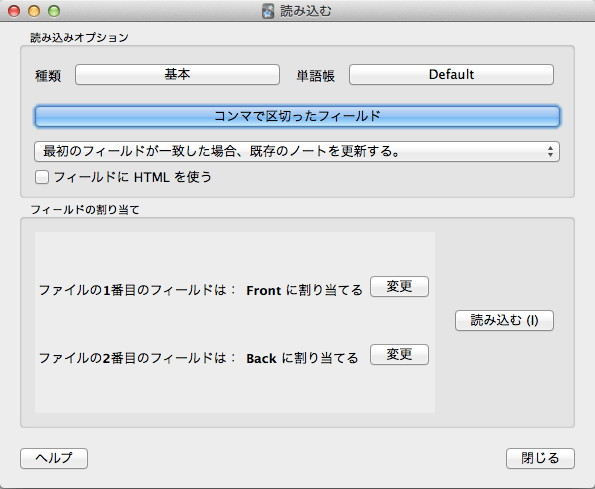 読み込む
読み込みオプション
種類 基本 単語帳 Default
コンマで区切ったフィールド
最初のフィールドが一致した場合、既存のノートを更新する。
フィールドに HTML を使う
フィールドの割り当て
ファイルの1番目のフィールドは： Front に割り当てる 変更
読み込む (I)
ファイルの2番目のフィールドは： Back に割り当てる 変更
ヘルプ 閉じる